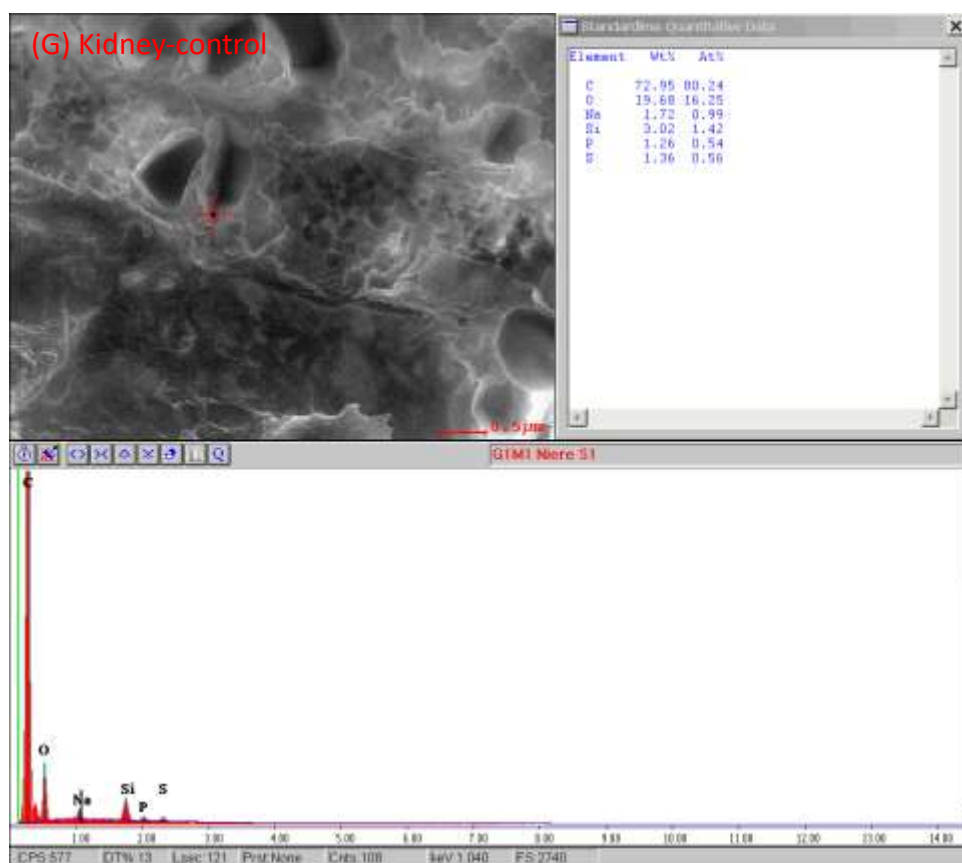 (G) Kidney-control
Standardless Quantitative Data
Element Wt% At%
C 72.95 80.24
O 19.68 16.25
Na 1.72 0.99
Si 3.02 1.42
P 1.26 0.54
S 1.36 0.56
0.5µm
G1M1 Niere S1
C
O
Na
Si
P
S
1.00 2.00 3.00 4.00 5.00 6.00 7.00 8.00 9.00 10.00 11.00 12.00 13.00 14.00
CPS 577 DT% 13 Lsec:121 Prst:None Cnts 108 keV 1.040 FS 2740